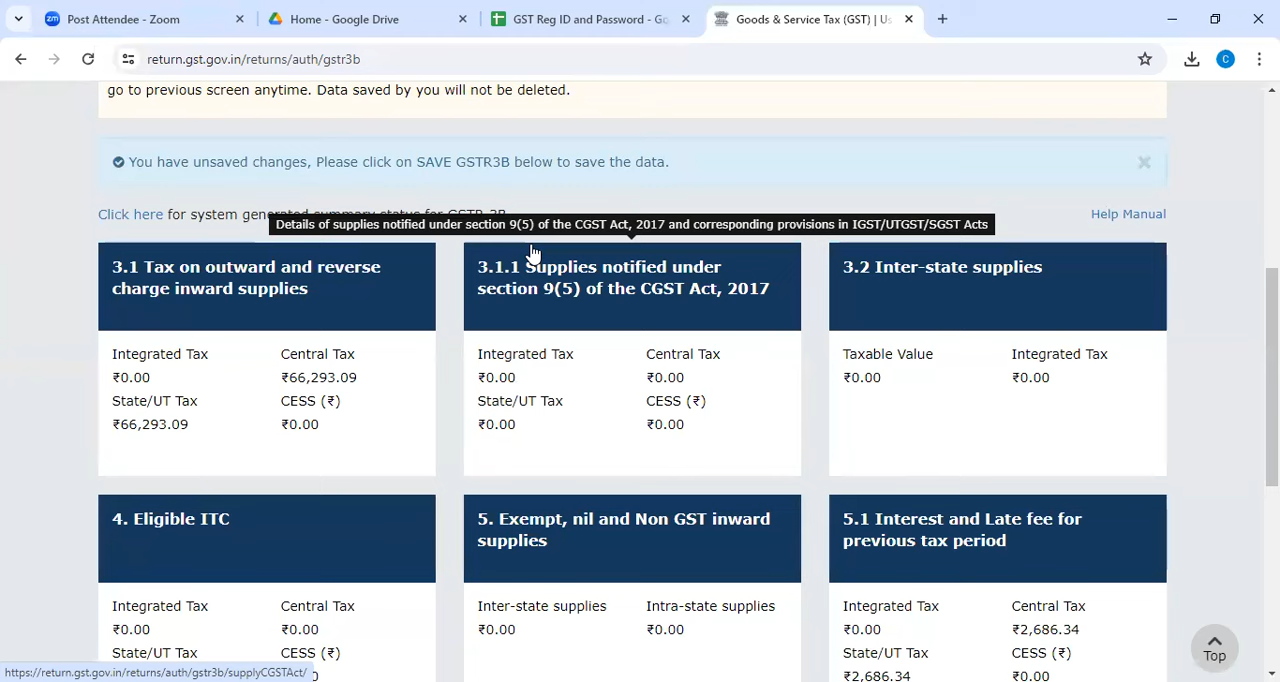 Post Attendee - Zoom
Home - Google Drive
GST Reg ID and Password - Go
Goods & Service Tax (GST) | Us
return.gst.gov.in/returns/auth/gstr3b
C
go to previous screen anytime. Data saved by you will not be deleted.
You have unsaved changes, Please click on SAVE GSTR3B below to save the data.
Click here for system generated summary status for GSTR-3B
Help Manual
Details of supplies notified under section 9(5) of the CGST Act, 2017 and corresponding provisions in IGST/UTGST/SGST Acts
3.1 Tax on outward and reverse
charge inward supplies
Integrated Tax Central Tax
₹0.00 ₹66,293.09
State/UT Tax CESS (₹)
₹66,293.09 ₹0.00
3.1.1 Supplies notified under
section 9(5) of the CGST Act, 2017
Integrated Tax Central Tax
₹0.00 ₹0.00
State/UT Tax CESS (₹)
₹0.00 ₹0.00
3.2 Inter-state supplies
Taxable Value Integrated Tax
₹0.00 ₹0.00
4. Eligible ITC
Integrated Tax Central Tax
₹0.00 ₹0.00
State/UT Tax CESS (₹)
5. Exempt, nil and Non GST inward
supplies
Inter-state supplies Intra-state supplies
₹0.00 ₹0.00
5.1 Interest and Late fee for
previous tax period
Integrated Tax Central Tax
₹0.00 ₹2,686.34
State/UT Tax CESS (₹)
₹2,686.34 ₹0.00
Top
https://return.gst.gov.in/returns/auth/gstr3b/supplyCGSTAct/